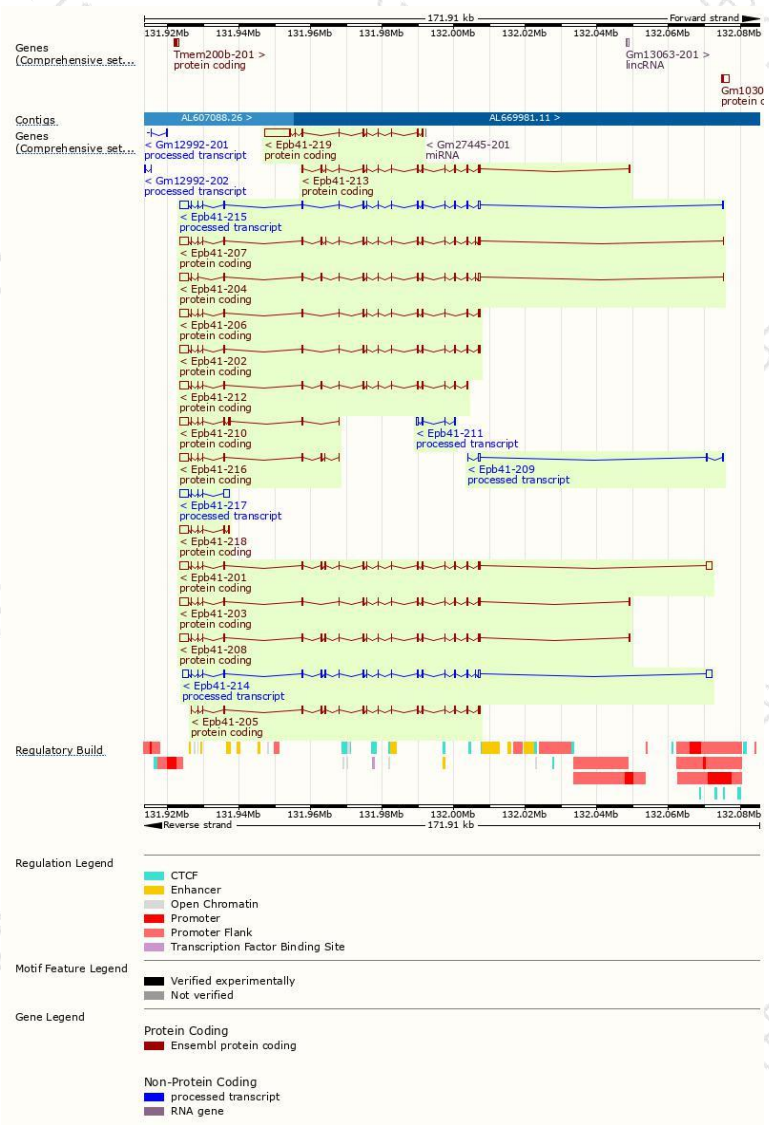 171.91 kb Forward strand
131.92Mb 131.94Mb 131.96Mb 131.98Mb 132.00Mb 132.02Mb 132.04Mb 132.06Mb 132.08Mb
Genes
(Comprehensive set...
Tmem200b-201 >
protein coding
Gm13063-201 >
lincRNA
Gm1030
protein c
Contigs
AL607088.26 >
AL669981.11 >
Genes
(Comprehensive set...
< Gm12992-201
processed transcript
< Epb41-219
protein coding
< Gm27445-201
miRNA
< Gm12992-202
processed transcript
< Epb41-213
protein coding
< Epb41-215
processed transcript
< Epb41-207
protein coding
< Epb41-204
protein coding
< Epb41-206
protein coding
< Epb41-202
protein coding
< Epb41-212
protein coding
< Epb41-210
protein coding
< Epb41-211
processed transcript
< Epb41-216
protein coding
< Epb41-209
processed transcript
< Epb41-217
processed transcript
< Epb41-218
protein coding
< Epb41-201
protein coding
< Epb41-203
protein coding
< Epb41-208
protein coding
< Epb41-214
processed transcript
< Epb41-205
protein coding
Regulatory Build
131.92Mb 131.94Mb 131.96Mb 131.98Mb 132.00Mb 132.02Mb 132.04Mb 132.06Mb 132.08Mb
Reverse strand 171.91 kb
Regulation Legend
CTCF
Enhancer
Open Chromatin
Promoter
Promoter Flank
Transcription Factor Binding Site
Motif Feature Legend
Verified experimentally
Not verified
Gene Legend
Protein Coding
Ensembl protein coding
Non-Protein Coding
processed transcript
RNA gene